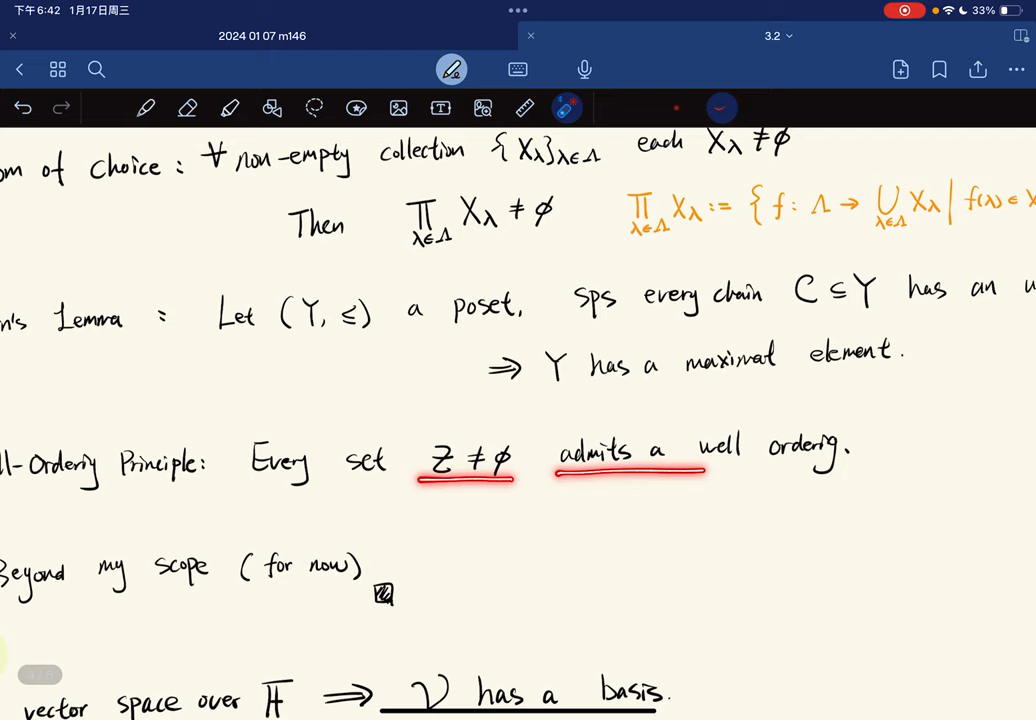 下午6:42 1月17日周三 33%
2024 01 07 m146 3.2
om of Choice : ∀ non-empty collection {Xλ}λ∈Λ each Xλ ≠ ϕ
Then ∏λ∈Λ Xλ ≠ ϕ ∏λ∈Λ Xλ := { f : Λ → ⋃λ∈Λ Xλ | f(λ) ∈ X
n's Lemma : Let (Y, ≤) a poset, sps every chain C ⊆ Y has an u
⇒ Y has a maximal element.
ll-Orderig Principle: Every set Z ≠ ϕ admits a well orderig.
Beyond my scope (for now)
vector space over F ⇒ V has a basis.